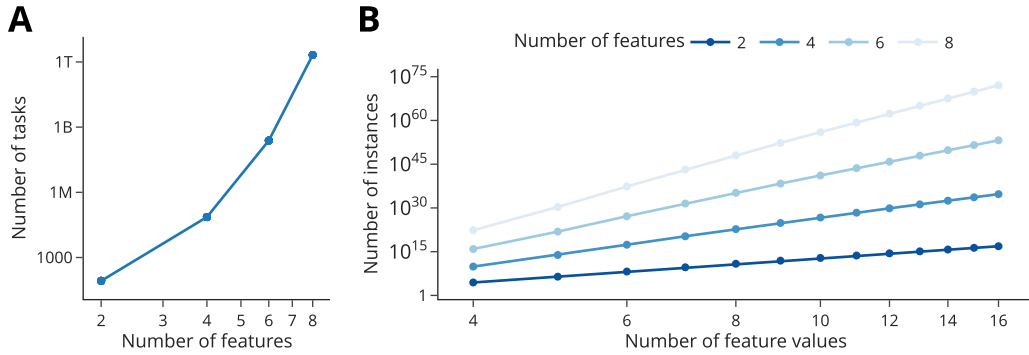 A
Number of tasks
1T
1B
1M
1000
2 3 4 5 6 7 8
Number of features
B
Number of features 2 4 6 8
Number of instances
10^75
10^60
10^45
10^30
10^15
1
4 6 8 10 12 14 16
Number of feature values